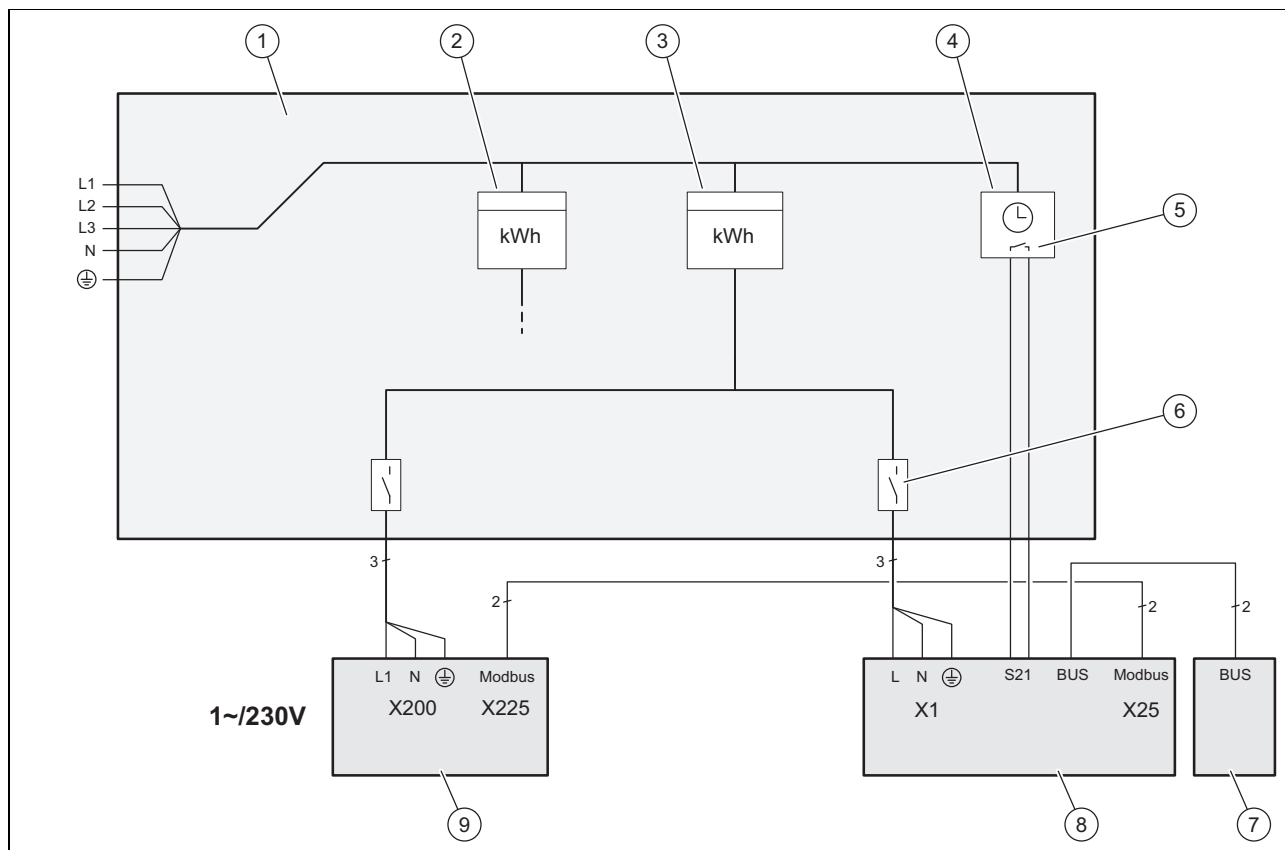 1 2 3 4
L1
L2
L3
N
kWh kWh
5
6
3 3
2 2 2
L1 N Modbus
X200 X225
L N S21 BUS Modbus
X1 X25
BUS
1~/230V
9 8 7